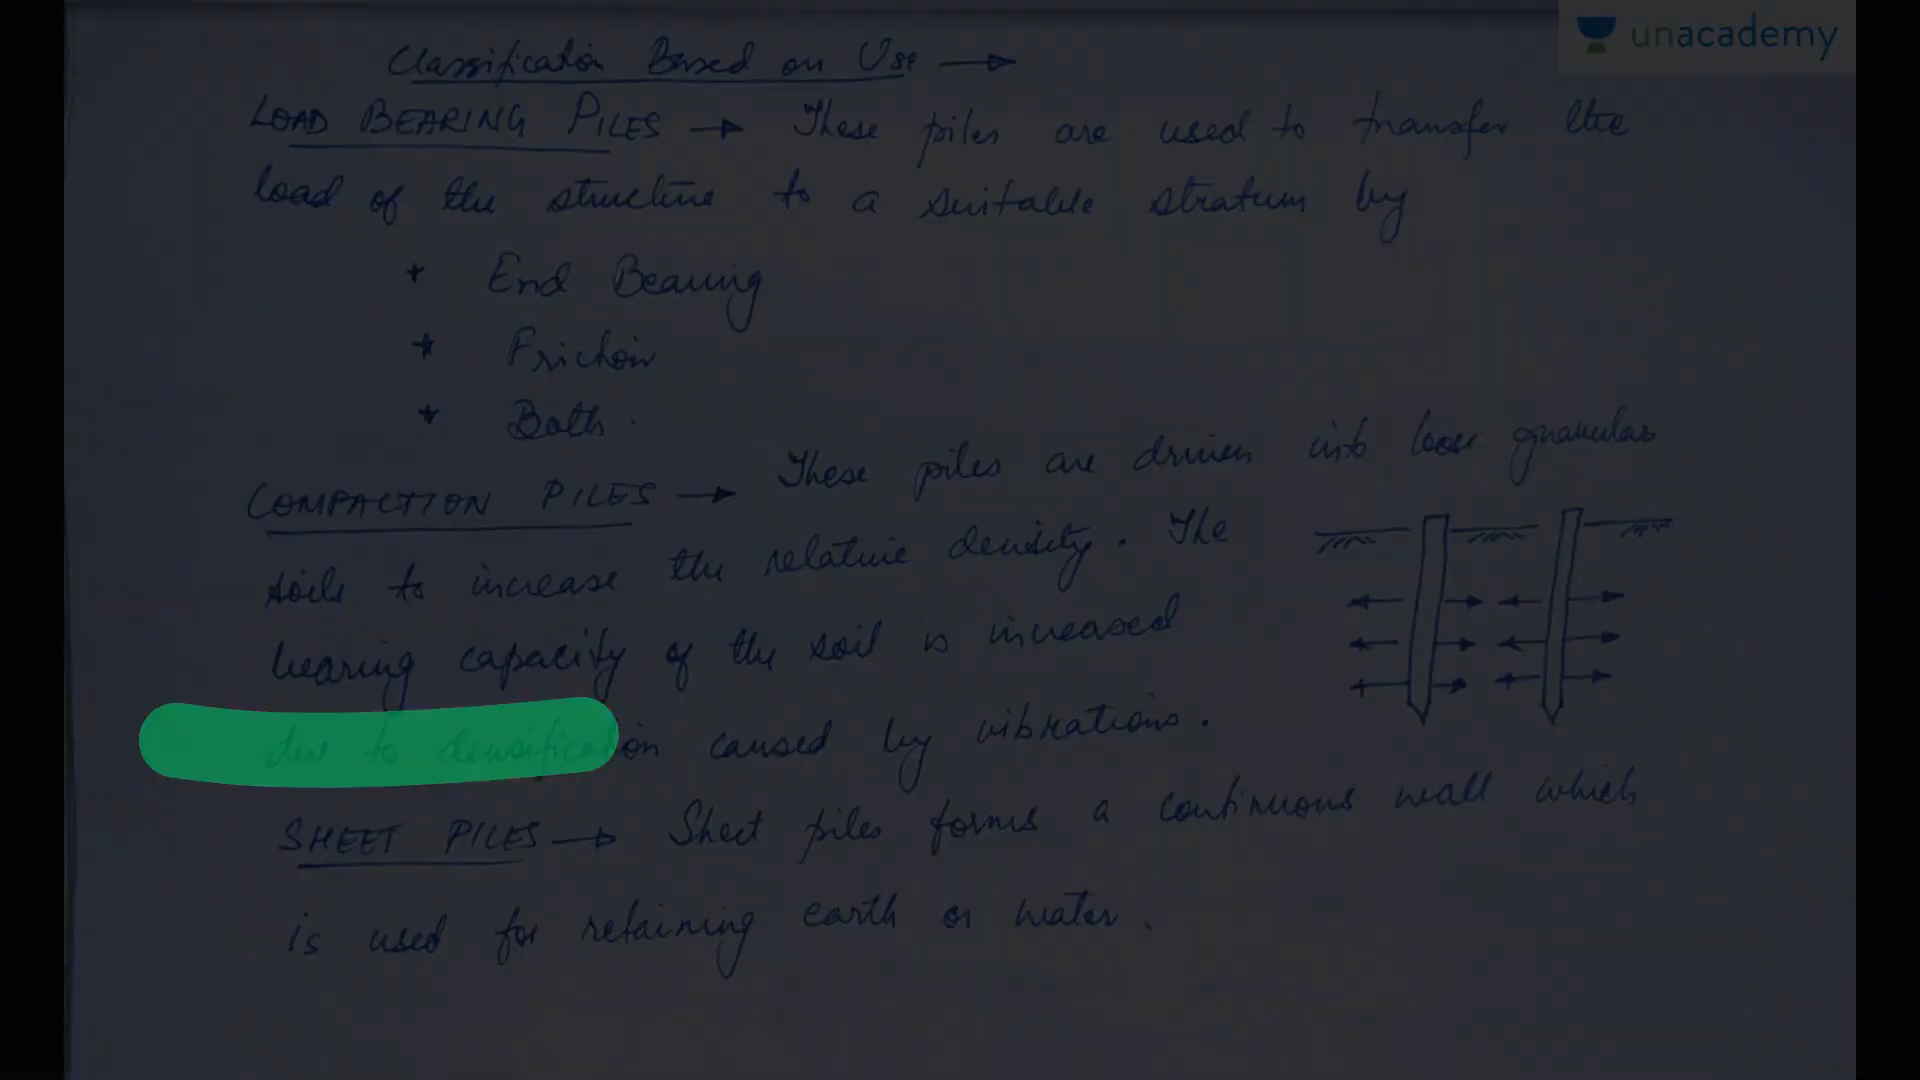 unacademy
Classification Based on Use →
LOAD BEARING PILES → These piles are used to transfer the
load of the structure to a suitable stratum by
* End Bearing
* Friction
* Both.
COMPACTION PILES → These piles are driven into loose granular
soils to increase the relative density. The
bearing capacity of the soil is increased
due to densification caused by vibrations.
SHEET PILES → Sheet piles forms a continuous wall which
is used for retaining earth or water.